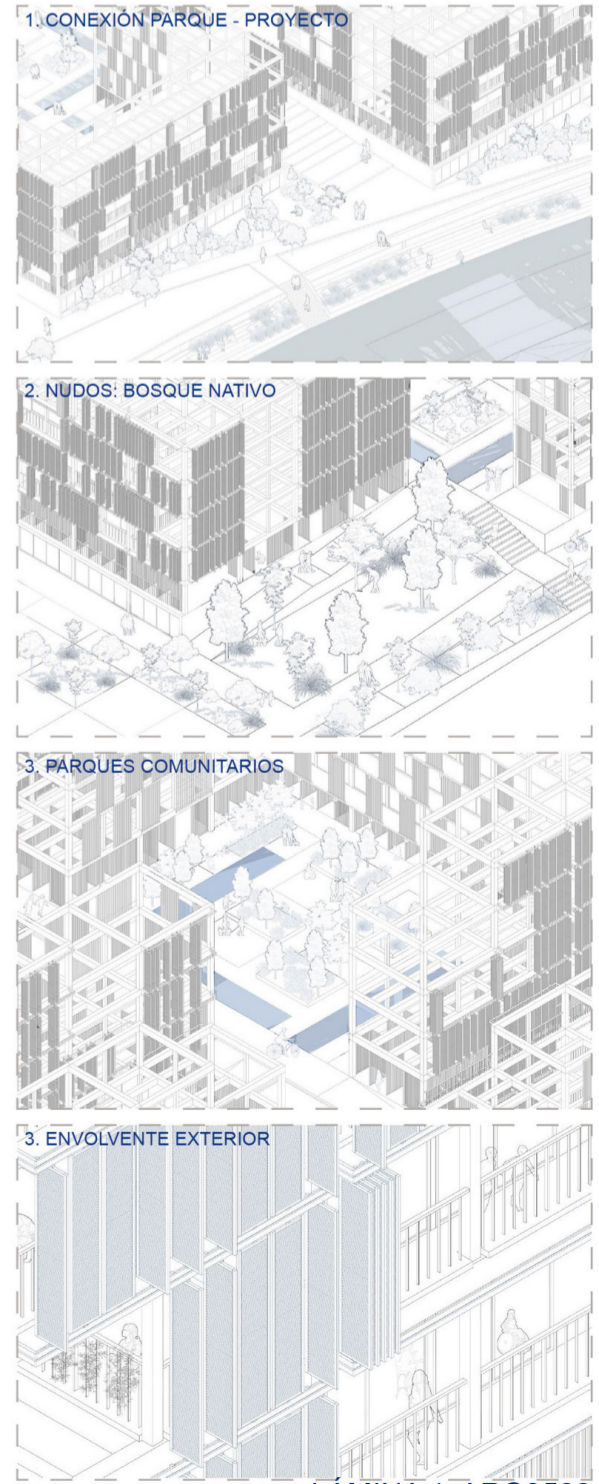 1. CONEXIÓN PARQUE - PROYECTO
2. NUDOS: BOSQUE NATIVO
3. PARQUES COMUNITARIOS
3. ENVOLVENTE EXTERIOR